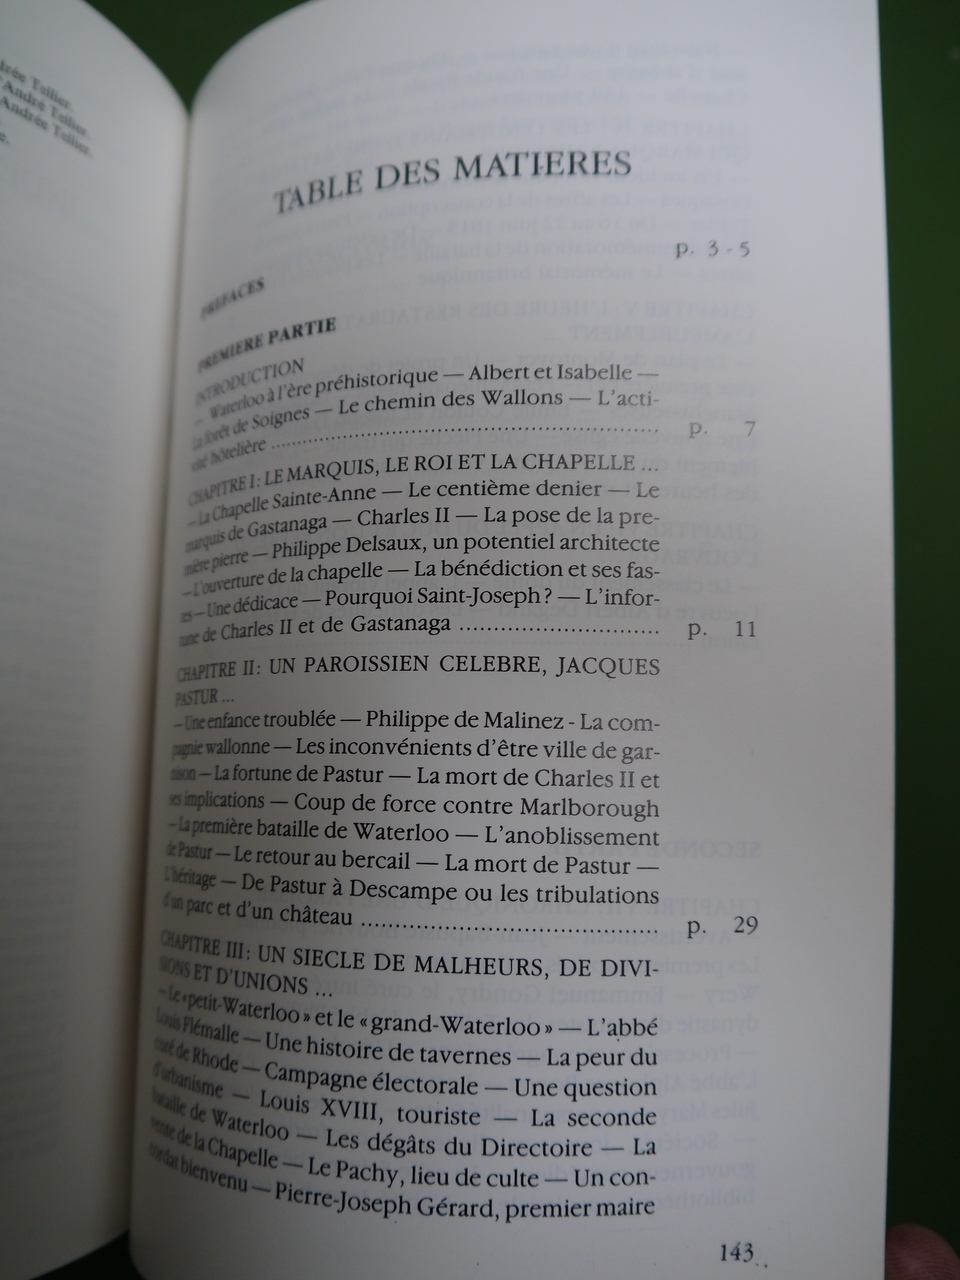 drée Tollier.
André Tollier.
Andrée Tollier.
TABLE DES MATIERES
p. 3 - 5
PREFACES
PREMIERE PARTIE
INTRODUCTION
— Waterloo à l'ère préhistorique — Albert et Isabelle —
la forêt de Soignes — Le chemin des Wallons — L'acti-
vité hôtelière .......... p. 7
CHAPITRE I : LE MARQUIS, LE ROI ET LA CHAPELLE ...
— La Chapelle Sainte-Anne — Le centième denier — Le
marquis de Gastanaga — Charles II — La pose de la pre-
mière pierre — Philippe Delsaux, un potentiel architecte
— L'ouverture de la chapelle — La bénédiction et ses fas-
tes — Une dédicace — Pourquoi Saint-Joseph ? — L'infor-
tune de Charles II et de Gastanaga .......... p. 11
CHAPITRE II : UN PAROISSIEN CELEBRE, JACQUES
PASTUR ...
— Une enfance troublée — Philippe de Malinez - La com-
pagnie wallonne — Les inconvénients d'être ville de gar-
nison — La fortune de Pastur — La mort de Charles II et
ses implications — Coup de force contre Marlborough
— La première bataille de Waterloo — L'anoblissement
de Pastur — Le retour au bercail — La mort de Pastur —
L'héritage — De Pastur à Descampe ou les tribulations
d'un parc et d'un château .......... p. 29
CHAPITRE III : UN SIECLE DE MALHEURS, DE DIVI-
SIONS ET D'UNIONS ...
— Le «petit-Waterloo» et le «grand-Waterloo» — L'abbé
Louis Flémalle — Une histoire de tavernes — La peur du
curé de Rhode — Campagne électorale — Une question
d'urbanisme — Louis XVIII, touriste — La seconde
bataille de Waterloo — Les dégâts du Directoire — La
vente de la Chapelle — Le Pachy, lieu de culte — Un con-
cordat bienvenu — Pierre-Joseph Gérard, premier maire
143